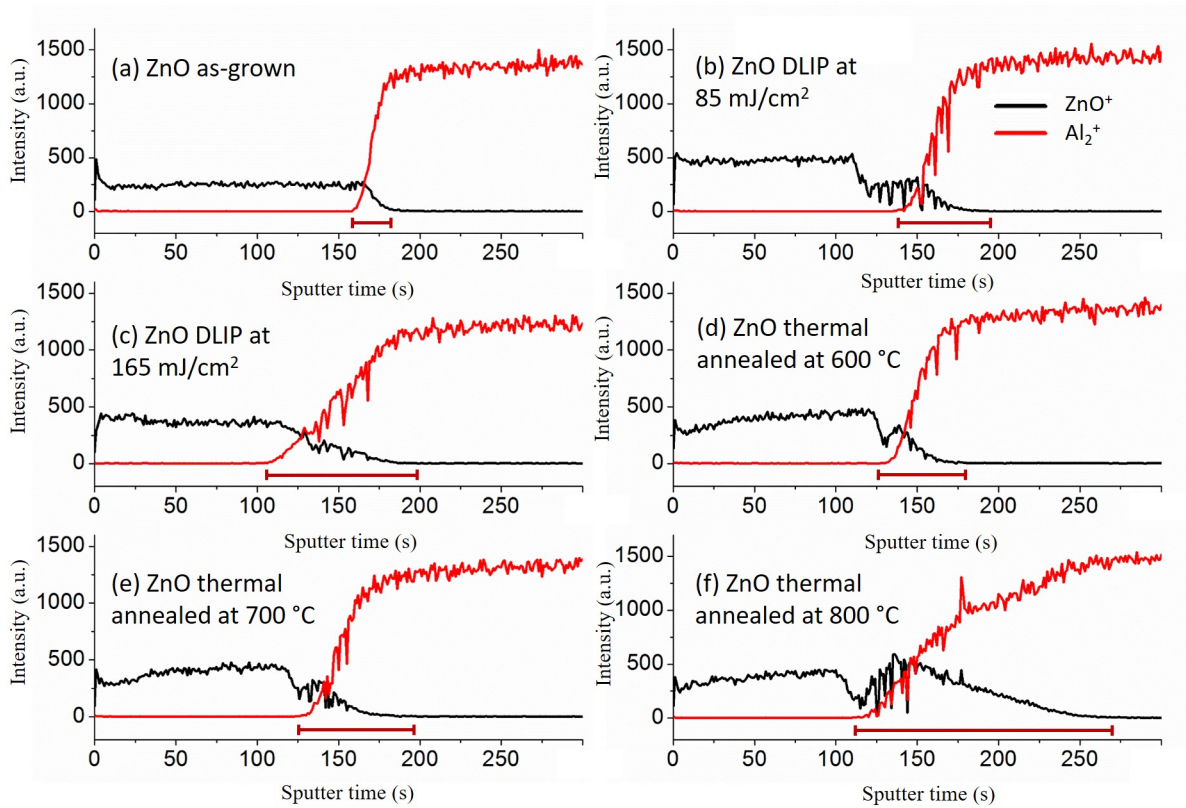 1500
1000
500
0
Intensity (a.u.)
(a) ZnO as-grown
0 50 100 150 200 250
Sputter time (s)
1500
1000
500
0
Intensity (a.u.)
(b) ZnO DLIP at
85 mJ/cm²
ZnO⁺
Al₂⁺
0 50 100 150 200 250
Sputter time (s)
1500
1000
500
0
Intensity (a.u.)
(c) ZnO DLIP at
165 mJ/cm²
0 50 100 150 200 250
Sputter time (s)
1500
1000
500
0
Intensity (a.u.)
(d) ZnO thermal
annealed at 600 °C
0 50 100 150 200 250
Sputter time (s)
1500
1000
500
0
Intensity (a.u.)
(e) ZnO thermal
annealed at 700 °C
0 50 100 150 200 250
Sputter time (s)
1500
1000
500
0
Intensity (a.u.)
(f) ZnO thermal
annealed at 800 °C
0 50 100 150 200 250
Sputter time (s)